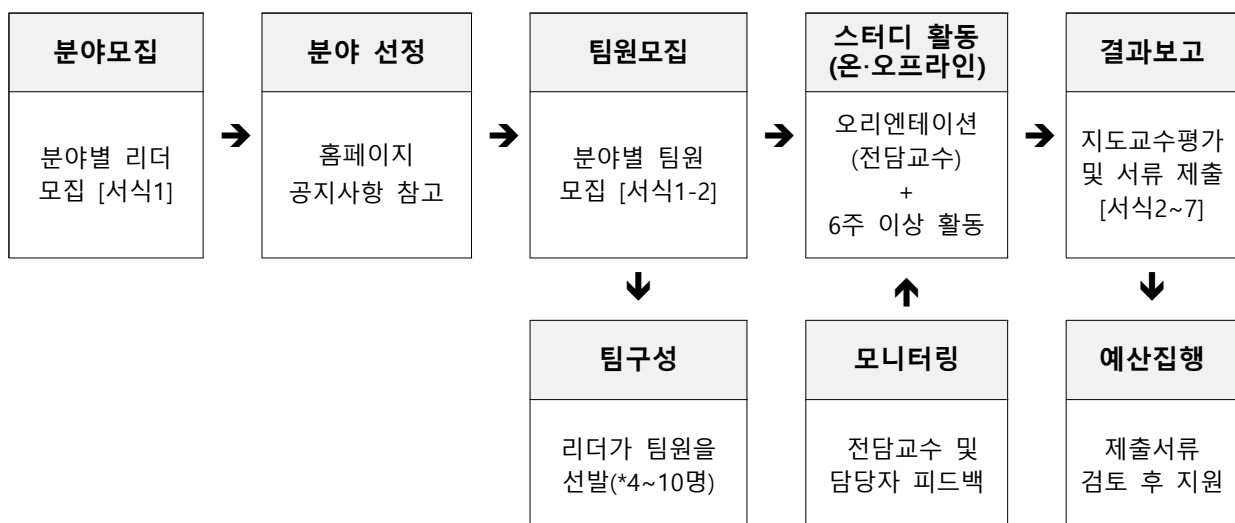 분야모집
분야별 리더
모집 [서식1]
➔
분야 선정
홈페이지
공지사항 참고
➔
팀원모집
분야별 팀원
모집 [서식1-2]
➔
스터디 활동
(온·오프라인)
오리엔테이션
(전담교수)
+
6주 이상 활동
➔
결과보고
지도교수평가
및 서류 제출
[서식2~7]
팀구성
리더가 팀원을
선발(*4~10명)
모니터링
전담교수 및
담당자 피드백
예산집행
제출서류
검토 후 지원